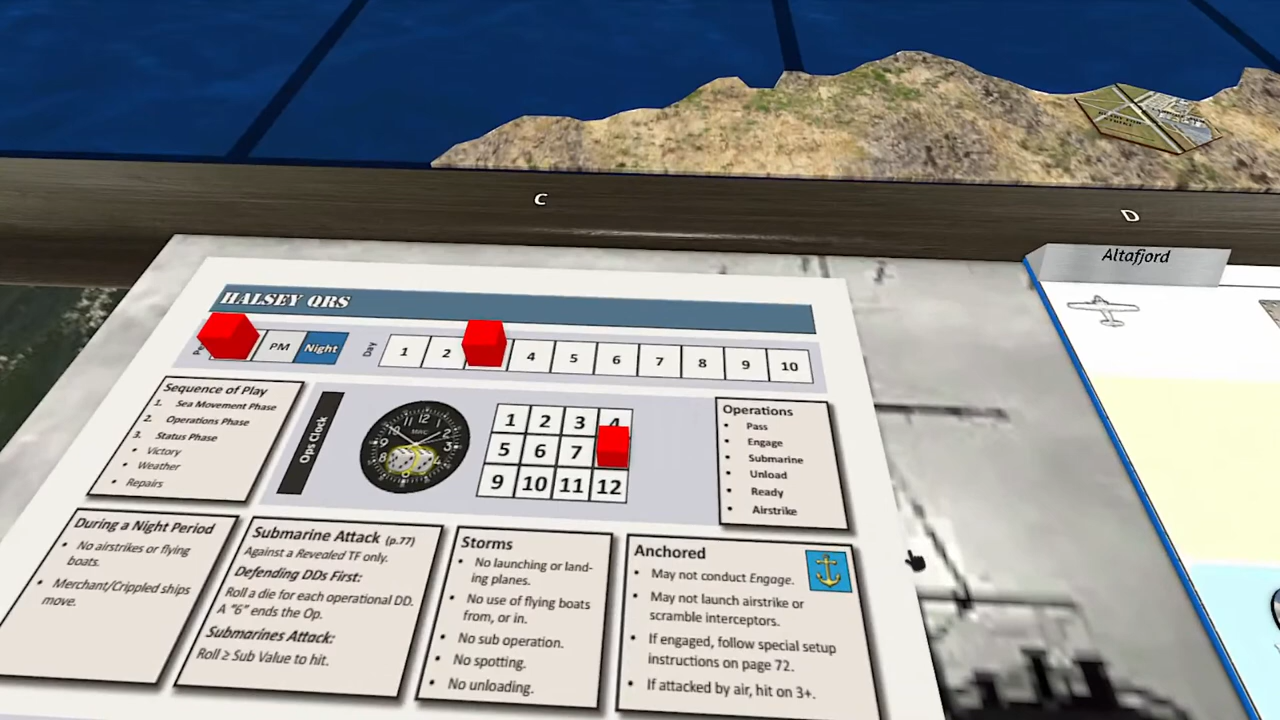 C
D
Altafjord
HALSEY QRS
PM
Night
Day
1 2 4 5 6 7 8 9 10
Sequence of Play
1. Sea Movement Phase
2. Operations Phase
3. Status Phase
• Victory
• Weather
• Repairs
Ops Clock
1 2 3 4
5 6 7
9 10 11 12
Operations
• Pass
• Engage
• Submarine
• Unload
• Ready
• Airstrike
During a Night Period
• No airstrikes or flying
boats.
• Merchant/Crippled ships
move.
Submarine Attack (p.77)
Against a Revealed TF only.
Defending DDs First:
Roll a die for each operational DD.
A "6" ends the Op.
Submarines Attack:
Roll ≥ Sub Value to hit.
Storms
• No launching or land-
ing planes.
• No use of flying boats
from, or in.
• No sub operation.
• No spotting.
• No unloading.
Anchored
• May not conduct Engage.
• May not launch airstrike or
scramble interceptors.
• If engaged, follow special setup
instructions on page 72.
• If attacked by air, hit on 3+.